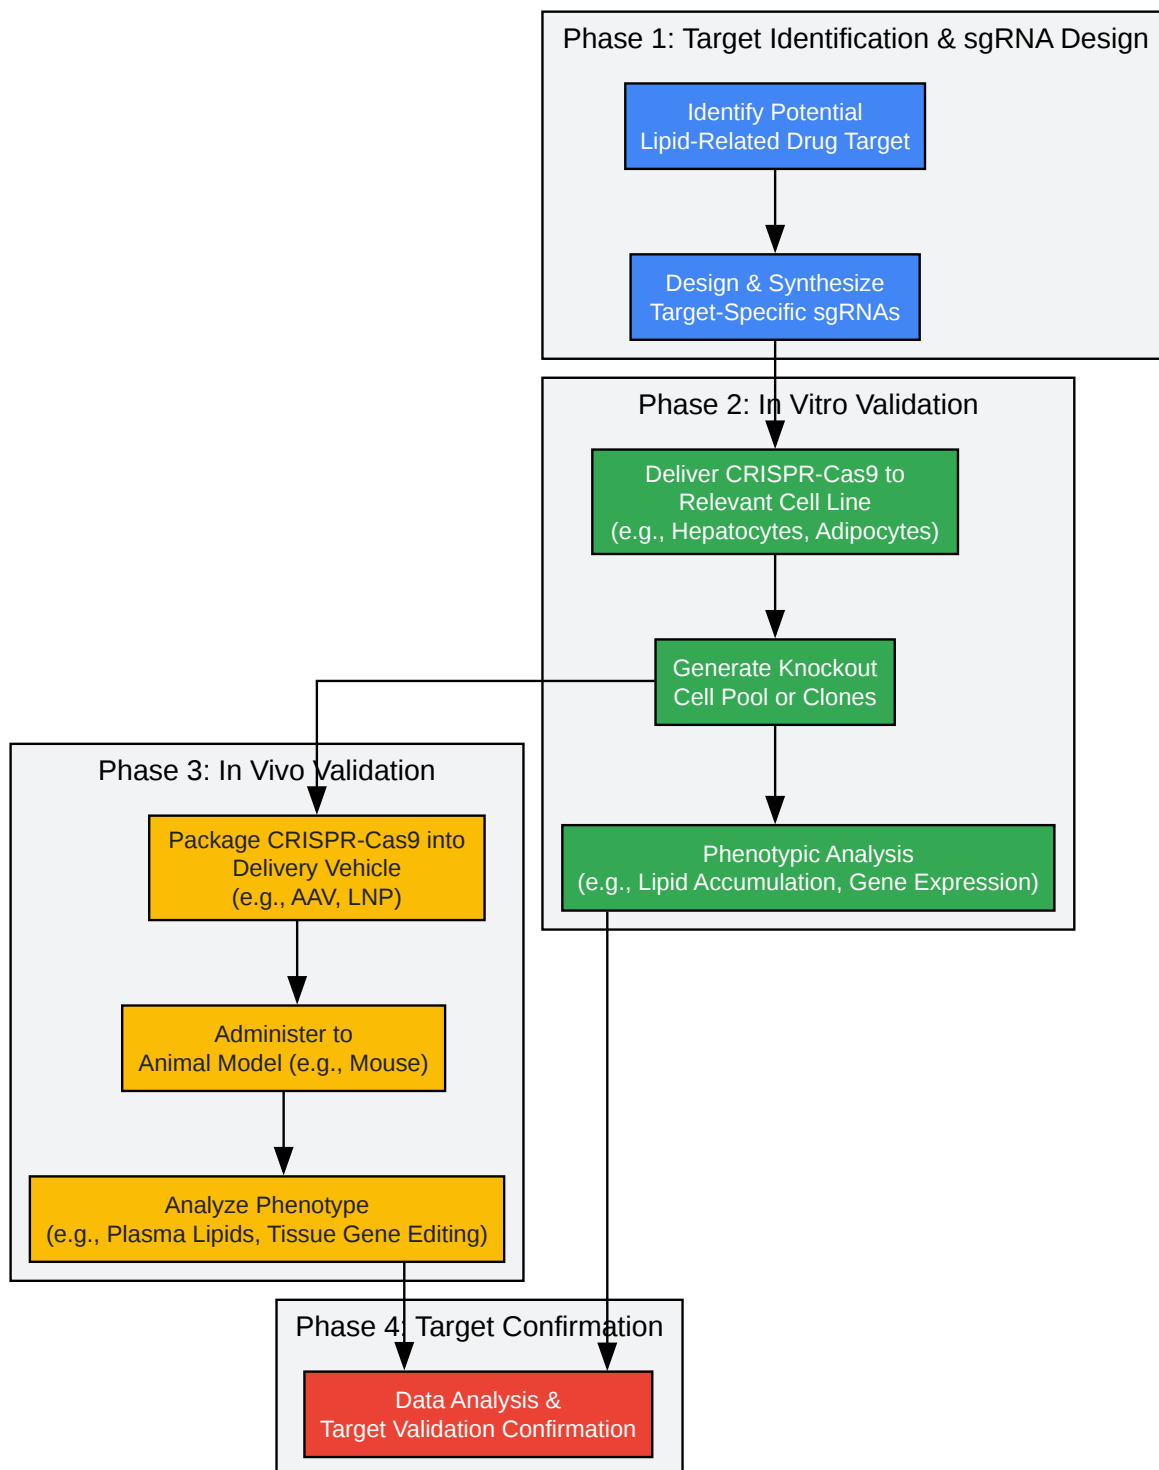 Phase 1: Target Identification & sgRNA Design
Identify Potential
Lipid-Related Drug Target
Design & Synthesize
Target-Specific sgRNAs
Phase 2: In Vitro Validation
Deliver CRISPR-Cas9 to
Relevant Cell Line
(e.g., Hepatocytes, Adipocytes)
Generate Knockout
Cell Pool or Clones
Phenotypic Analysis
(e.g., Lipid Accumulation, Gene Expression)
Phase 3: In Vivo Validation
Package CRISPR-Cas9 into
Delivery Vehicle
(e.g., AAV, LNP)
Administer to
Animal Model (e.g., Mouse)
Analyze Phenotype
(e.g., Plasma Lipids, Tissue Gene Editing)
Phase 4: Target Confirmation
Data Analysis &
Target Validation Confirmation